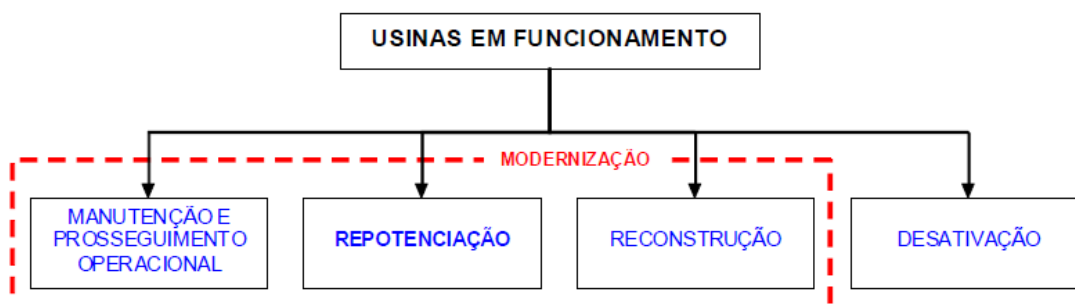 USINAS EM FUNCIONAMENTO
MODERNIZAÇÃO
MANUTENÇÃO E
PROSSEGUIMENTO
OPERACIONAL
REPOTENCIAÇÃO
RECONSTRUÇÃO
DESATIVAÇÃO